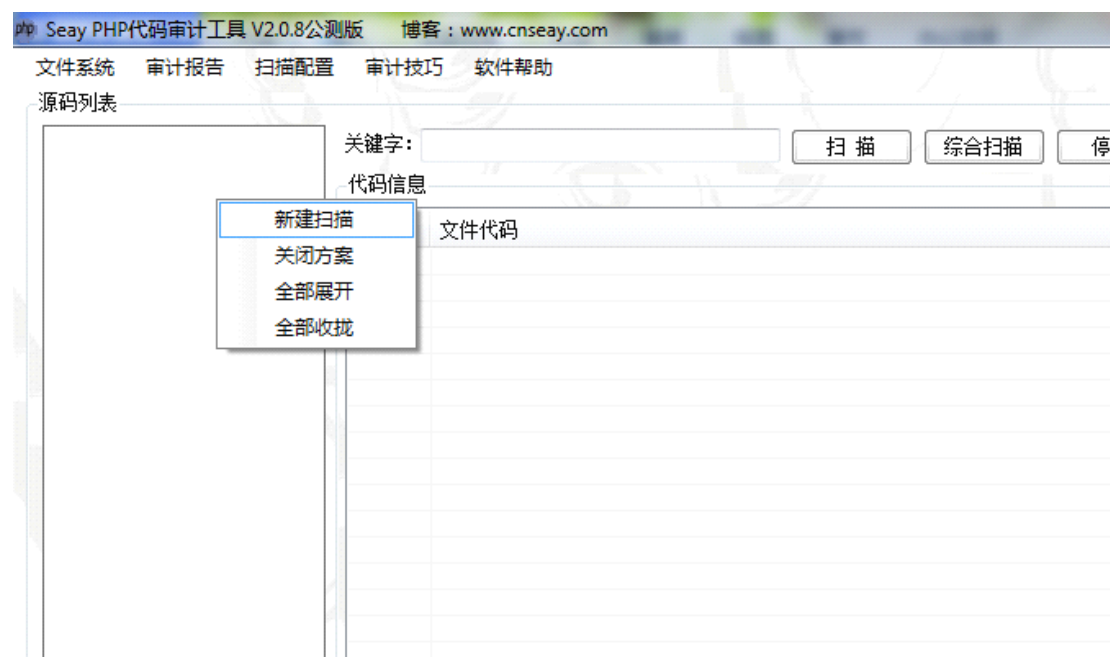 php Seay PHP代码审计工具 V2.0.8公测版 博客：www.cnseay.com
文件系统 审计报告 扫描配置 审计技巧 软件帮助
源码列表
关键字: 扫 描 综合扫描 停
代码信息
文件代码
新建扫描
关闭方案
全部展开
全部收拢